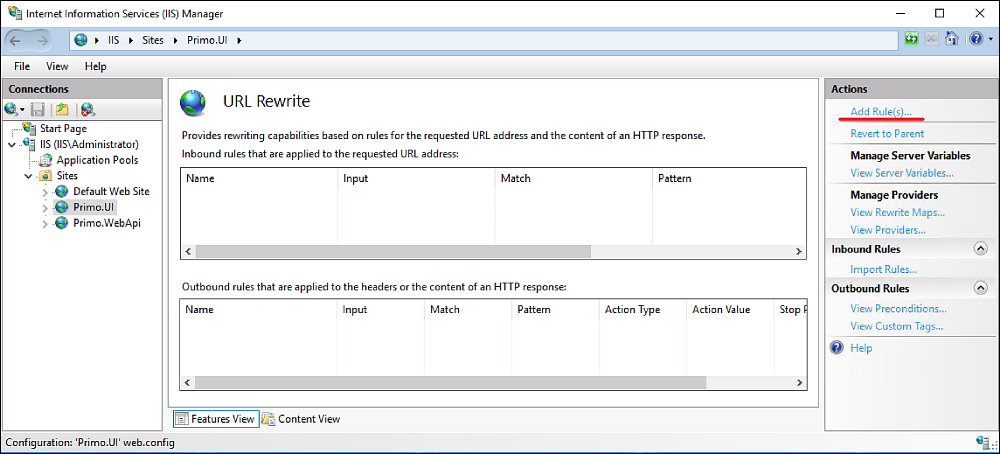 Internet Information Services (IIS) Manager
IIS Sites Primo.UI
File View Help
Connections
Start Page
IIS (IIS\Administrator)
Application Pools
Sites
Default Web Site
Primo.UI
Primo.WebApi
URL Rewrite
Provides rewriting capabilities based on rules for the requested URL address and the content of an HTTP response.
Inbound rules that are applied to the requested URL address:
Name Input Match Pattern
Outbound rules that are applied to the headers or the content of an HTTP response:
Name Input Match Pattern Action Type Action Value Stop P
Features View Content View
Actions
Add Rule(s)...
Revert to Parent
Manage Server Variables
View Server Variables...
Manage Providers
View Rewrite Maps...
View Providers...
Inbound Rules
Import Rules...
Outbound Rules
View Preconditions...
View Custom Tags...
Help
Configuration: 'Primo.UI' web.config